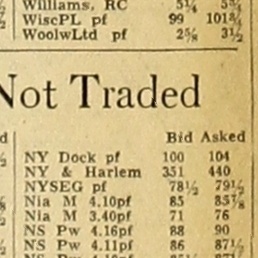 Williams, RC 5¼ 5¾
WiscPL pf 99 101¾
WoolwLtd pf 2⅝ 3½
Not Traded
Bid Asked
NY Dock pf 100 104
NY & Harlem 351 440
NYSEG pf 78½ 79½
Nia M 4.10pf 85 85⅞
Nia M 3.40pf 71 76
NS Pw 4.16pf 88 90
NS Pw 4.11pf 86 87½